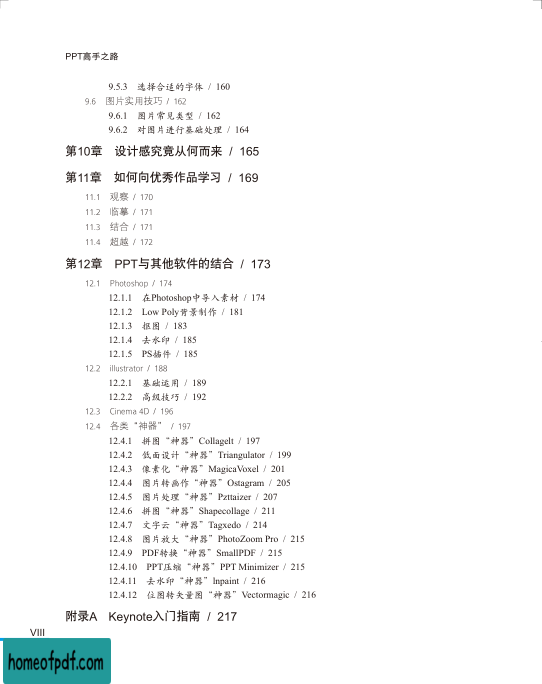 PPT高手之路
9.5.3 选择合适的字体 / 160
9.6 图片实用技巧 / 162
9.6.1 图片常见类型 / 162
9.6.2 对图片进行基础处理 / 164
第10章 设计感究竟从何而来 / 165
第11章 如何向优秀作品学习 / 169
11.1 观察 / 170
11.2 临摹 / 171
11.3 结合 / 171
11.4 超越 / 172
第12章 PPT与其他软件的结合 / 173
12.1 Photoshop / 174
12.1.1 在Photoshop中导入素材 / 174
12.1.2 Low Poly背景制作 / 181
12.1.3 抠图 / 183
12.1.4 去水印 / 185
12.1.5 PS插件 / 185
12.2 illustrator / 188
12.2.1 基础运用 / 189
12.2.2 高级技巧 / 192
12.3 Cinema 4D / 196
12.4 各类“神器” / 197
12.4.1 拼图“神器”Collagelt / 197
12.4.2 低面设计“神器”Triangulator / 199
12.4.3 像素化“神器”MagicaVoxel / 201
12.4.4 图片转画作“神器”Ostagram / 205
12.4.5 图片处理“神器”Pzttaizer / 207
12.4.6 拼图“神器”Shapecollage / 211
12.4.7 文字云“神器”Tagxedo / 214
12.4.8 图片放大“神器”PhotoZoom Pro / 215
12.4.9 PDF转换“神器”SmallPDF / 215
12.4.10 PPT压缩“神器”PPT Minimizer / 215
12.4.11 去水印“神器”lnpaint / 216
12.4.12 位图转矢量图“神器”Vectormagic / 216
附录A Keynote入门指南 / 217
VIII
homeofpdf.com